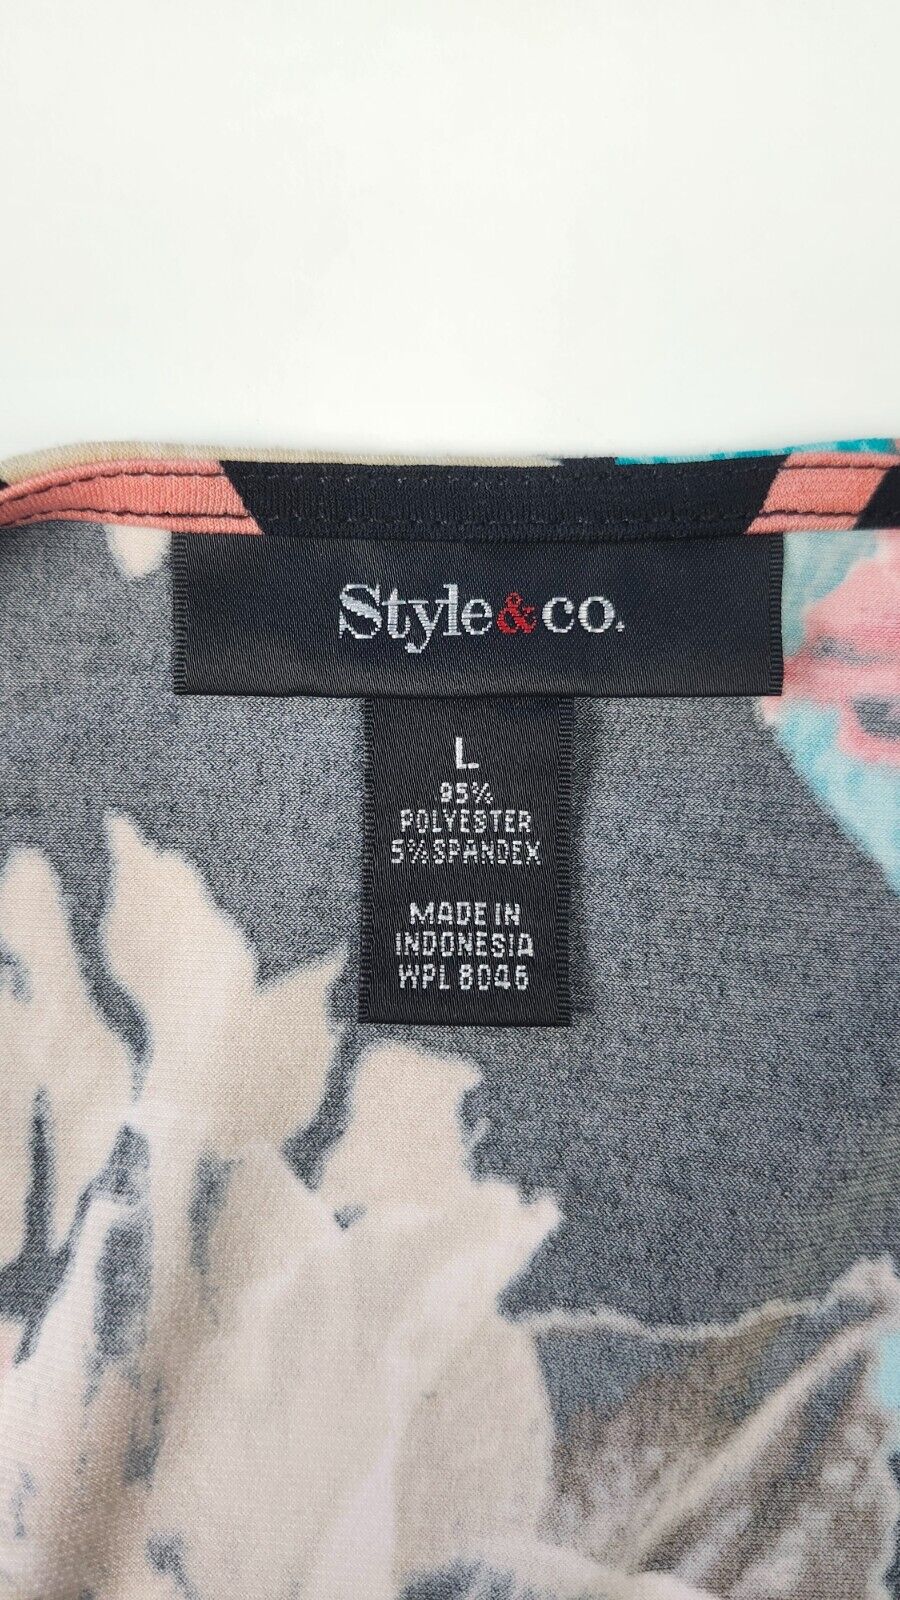 Style&co.
L
95%
POLYESTER
5% SPANDEX
MADE IN
INDONESIA
WPL 8046